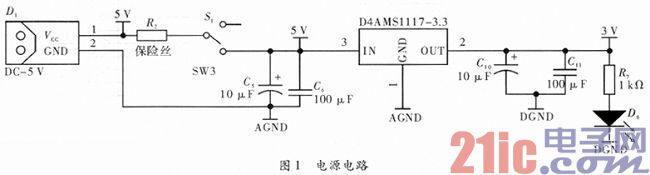 D₁
V_CC
GND
DC-5 V
1
2
5 V
R₇
保险丝
S₁
SW3
5 V
C₅
+
10 μF
C₆
100 μF
AGND
D4AMS1117-3.3
3
IN
GND
OUT
2
1
AGND
3 V
C₁₀
+
10 μF
C₁₁
100 μF
DGND
R₇
1 kΩ
D₆
DGND
21ic.com
电子网
图 1 电源电路